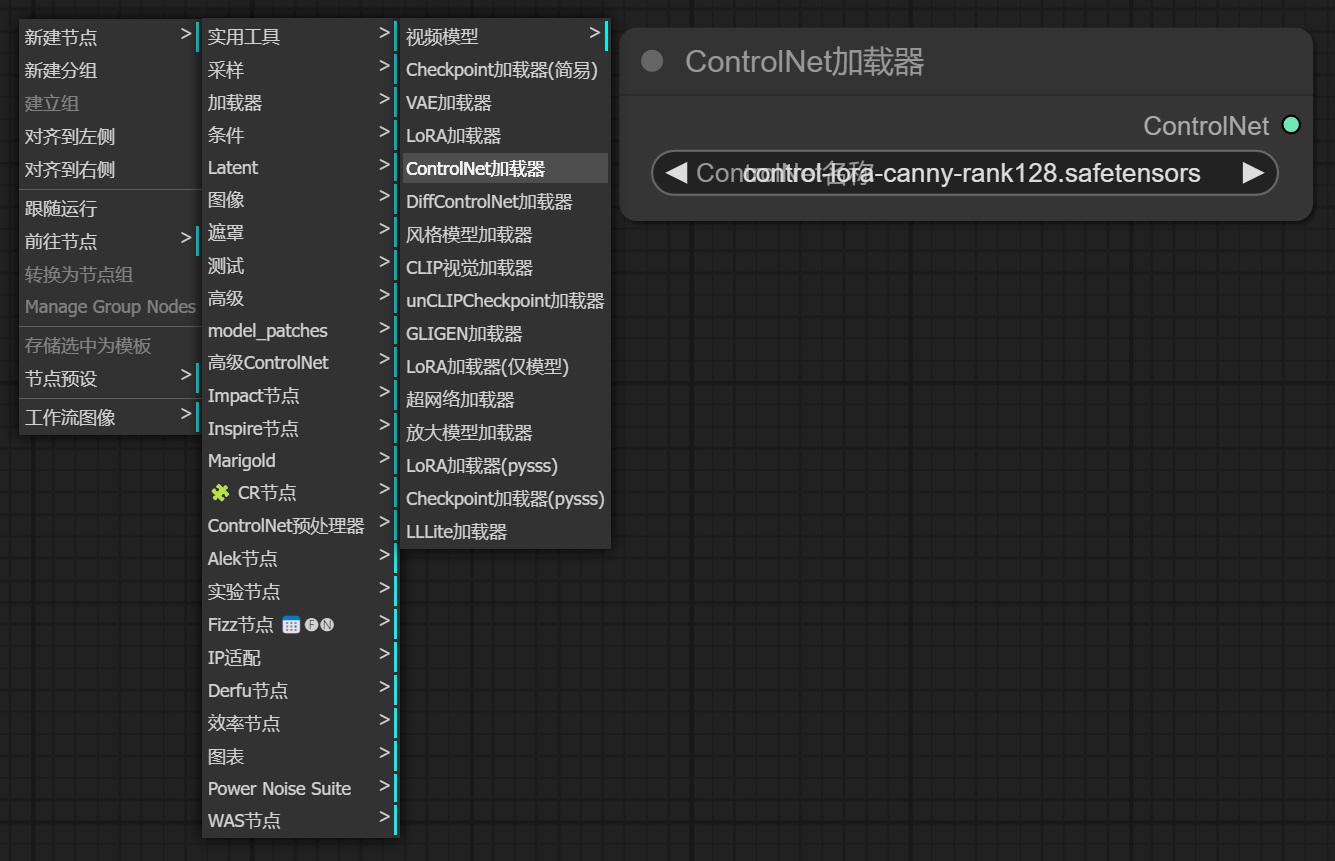 新建节点 >
新建分组
建立组
对齐到左侧
对齐到右侧
跟随运行
前往节点 >
转换为节点组
Manage Group Nodes
存储选中为模板
节点预设 >
工作流图像 >
实用工具 >
采样 >
加载器 >
条件 >
Latent >
图像 >
遮罩 >
测试 >
高级 >
model_patches >
高级ControlNet >
Impact节点 >
Inspire节点 >
Marigold >
🧩 CR节点 >
ControlNet预处理器 >
Alek节点 >
实验节点 >
Fizz节点 📅🅕🅝 >
IP适配 >
Derfu节点 >
效率节点 >
图表 >
Power Noise Suite >
WAS节点 >
视频模型 >
Checkpoint加载器(简易)
VAE加载器
LoRA加载器
ControlNet加载器
DiffControlNet加载器
风格模型加载器
CLIP视觉加载器
unCLIPCheckpoint加载器
GLIGEN加载器
LoRA加载器(仅模型)
超网络加载器
放大模型加载器
LoRA加载器(pysss)
Checkpoint加载器(pysss)
LLLite加载器
ControlNet加载器
ControlNet
ControlNet名称
control-lora-canny-rank128.safetensors